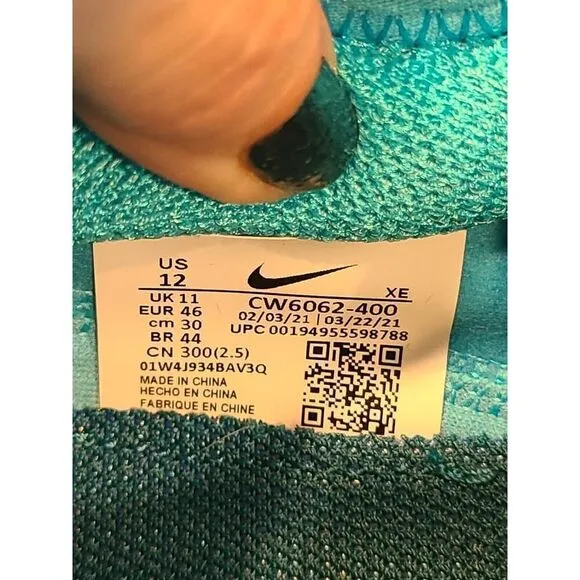 US
12
UK 11
EUR 46
cm 30
BR 44
CN 300(2.5)
01W4J934BAV3Q
MADE IN CHINA
HECHO EN CHINA
FABRIQUE EN CHINE
XE
CW6062-400
02/03/21 | 03/22/21
UPC 00194955598788